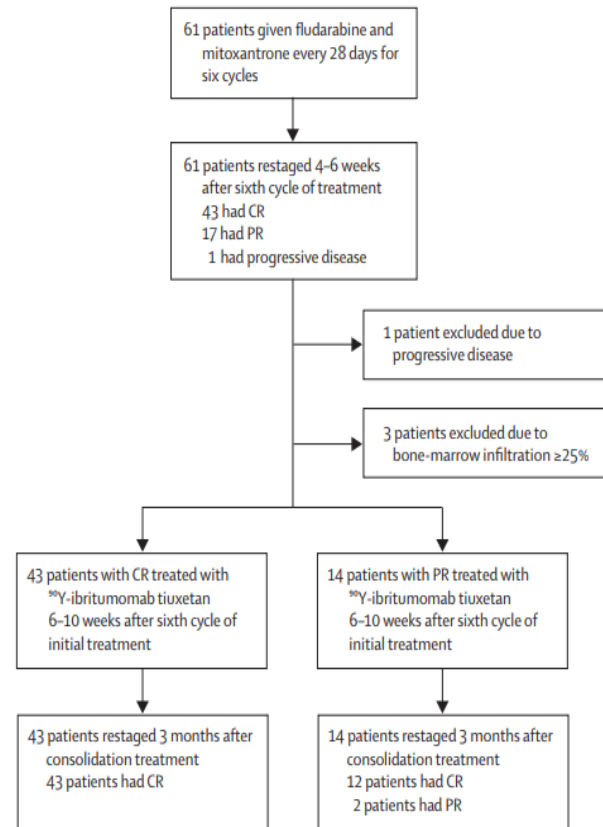 61 patients given fludarabine and
mitoxantrone every 28 days for
six cycles
61 patients restaged 4–6 weeks
after sixth cycle of treatment
43 had CR
17 had PR
1 had progressive disease
1 patient excluded due to
progressive disease
3 patients excluded due to
bone-marrow infiltration ≥25%
43 patients with CR treated with
⁹⁰Y-ibritumomab tiuxetan
6–10 weeks after sixth cycle of
initial treatment
14 patients with PR treated with
⁹⁰Y-ibritumomab tiuxetan
6–10 weeks after sixth cycle of
initial treatment
43 patients restaged 3 months after
consolidation treatment
43 patients had CR
14 patients restaged 3 months after
consolidation treatment
12 patients had CR
2 patients had PR